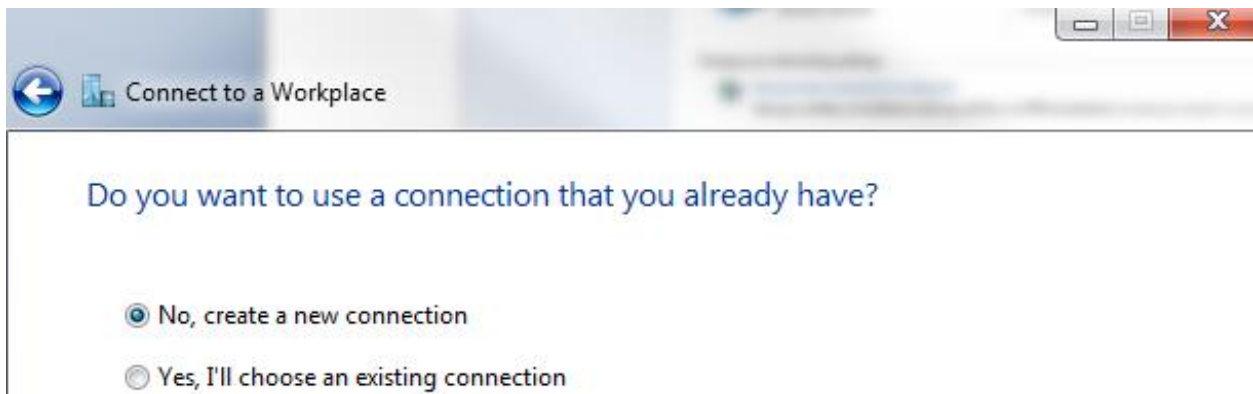 Connect to a Workplace
Do you want to use a connection that you already have?
No, create a new connection
Yes, I'll choose an existing connection